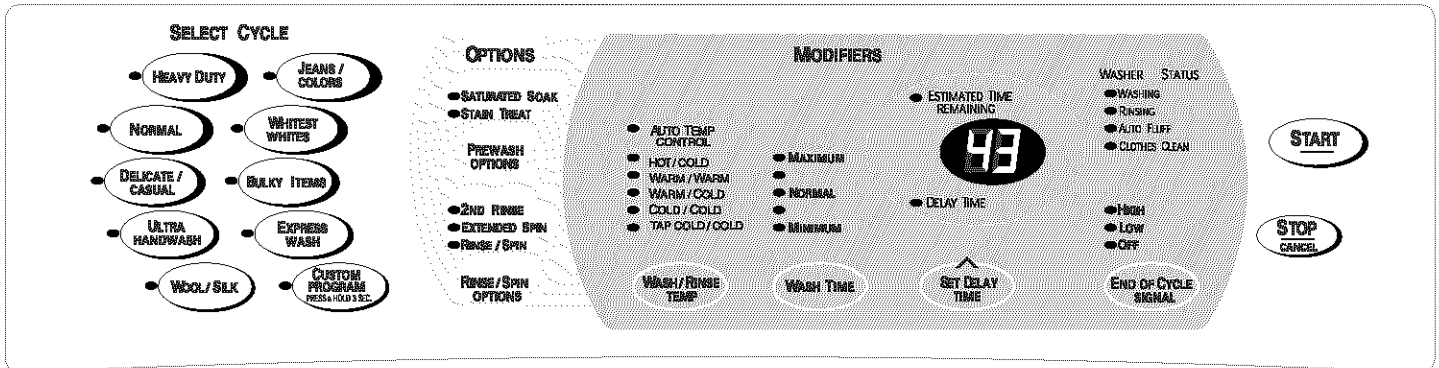 SELECT CYCLE
HEAVY DUTY
JEANS /
COLORS
NORMAL
WHITEST
WHITES
DELICATE /
CASUAL
BULKY ITEMS
ULTRA
HANDWASH
EXPRESS
WASH
WOOL / SILK
CUSTOM
PROGRAM
PRESS & HOLD 3 SEC.
OPTIONS
SATURATED SOAK
STAIN TREAT
PREWASH
OPTIONS
2ND RINSE
EXTENDED SPIN
RINSE / SPIN
RINSE / SPIN
OPTIONS
MODIFIERS
AUTO TEMP
CONTROL
HOT / COLD
WARM / WARM
WARM / COLD
COLD / COLD
TAP COLD / COLD
WASH / RINSE
TEMP
MAXIMUM
NORMAL
MINIMUM
WASH TIME
ESTIMATED TIME
REMAINING
43
DELAY TIME
SET DELAY
TIME
WASHER STATUS
WASHING
RINSING
AUTO FLUFF
CLOTHES CLEAN
HIGH
LOW
OFF
END OF CYCLE
SIGNAL
START
STOP
CANCEL